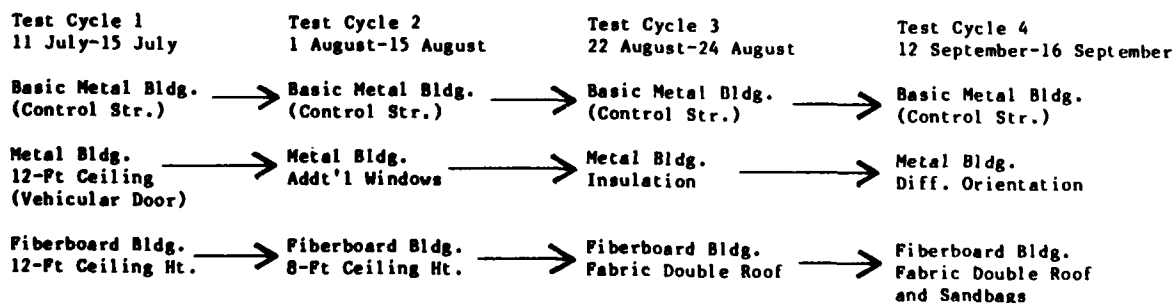 Test Cycle 1
11 July-15 July
Test Cycle 2
1 August-15 August
Test Cycle 3
22 August-24 August
Test Cycle 4
12 September-16 September
Basic Metal Bldg.
(Control Str.)
Basic Metal Bldg.
(Control Str.)
Basic Metal Bldg.
(Control Str.)
Basic Metal Bldg.
(Control Str.)
Metal Bldg.
12-Ft Ceiling
(Vehicular Door)
Metal Bldg.
Addt'l Windows
Metal Bldg.
Insulation
Metal Bldg.
Diff. Orientation
Fiberboard Bldg.
12-Ft Ceiling Ht.
Fiberboard Bldg.
8-Ft Ceiling Ht.
Fiberboard Bldg.
Fabric Double Roof
Fiberboard Bldg.
Fabric Double Roof
and Sandbags